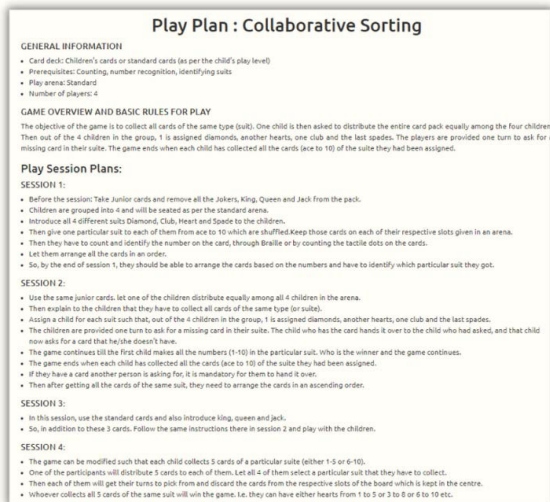 Play Plan : Collaborative Sorting
GENERAL INFORMATION
Card deck: Children's cards or standard cards (as per the child's play level)
Prerequisites: Counting, number recognition, identifying suits
Play arena: Standard
Number of players: 4
GAME OVERVIEW AND BASIC RULES FOR PLAY
The objective of the game is to collect all cards of the same type (suit). One child is then asked to distribute the entire card pack equally among the four children.
Then out of the 4 children in the group, 1 is assigned diamonds, another hearts, one club and the last spades. The players are provided one turn to ask for
missing card in their suite. The game ends when each child has collected all the cards (ace to 10) of the suite they had been assigned.
Play Session Plans:
SESSION 1:
Before the session: Take Junior cards and remove all the Jokers, King, Queen and Jack from the pack.
Children are grouped into 4 and will be seated as per the standard arena.
Introduce all 4 different suits Diamond, Club, Heart and Spade to the children.
Then give one particular suit to each of them from ace to 10 which are shuffled.Keep those cards on each of their respective slots given in an arena.
Then they have to count and identify the number on the card, through Braille or by counting the tactile dots on the cards.
Let them arrange all the cards in an order.
So, by the end of session 1, they should be able to arrange the cards based on the numbers and have to identify which particular suit they got.
SESSION 2:
Use the same junior cards. let one of the children distribute equally among all 4 children in the arena.
Then explain to the children that they have to collect all cards of the same type (or suite).
Assign a child for each suit such that, out of the 4 children in the group, 1 is assigned diamonds, another hearts, one club and the last spades.
The children are provided one turn to ask for a missing card in their suite. The child who has the card hands it over to the child who had asked, and that child
now asks for a card that he/she doesn't have.
The game continues till the first child makes all the numbers (1-10) in the particular suit. Who is the winner and the game continues.
The game ends when each child has collected all the cards (ace to 10) of the suite they had been assigned.
If they have a card another person is asking for, it is mandatory for them to hand it over.
Then after getting all the cards of the same suit, they need to arrange the cards in an ascending order.
SESSION 3:
In this session, use the standard cards and also introduce king, queen and jack.
So, in addition to these 3 cards. Follow the same instructions there in session 2 and play with the children.
SESSION 4:
The game can be modified such that each child collects 5 cards of a particular suite (either 1-5 or 6-10).
One of the participants will distribute 5 cards to each of them. Let all 4 of them select a particular suit that they have to collect.
Then each of them will get their turns to pick from and discard the cards from the respective slots of the board which is kept in the centre.
Whoever collects all 5 cards of the same suit will win the game. I.e. they can have either hearts from 1 to 5 or 3 to 8 or 6 to 10 etc.